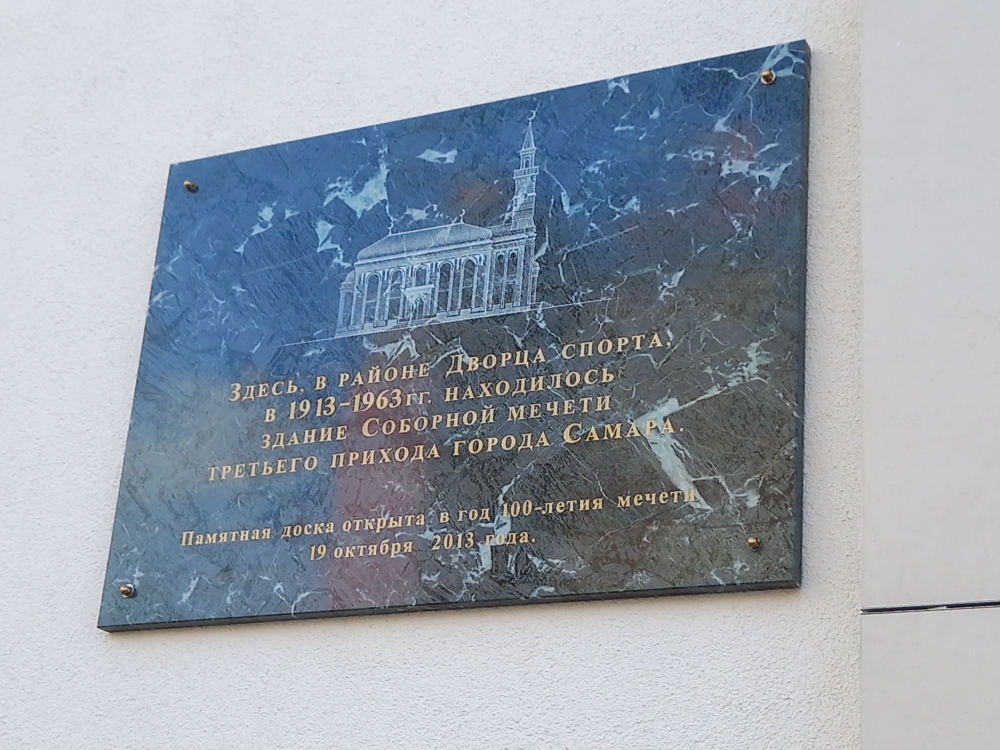 Здесь, в районе Дворца спорта,
в 1913-1963гг. находилось
здание Соборной мечети
третьего прихода города Самара.
Памятная доска открыта в год 100-летия мечети
19 октября 2013 года.